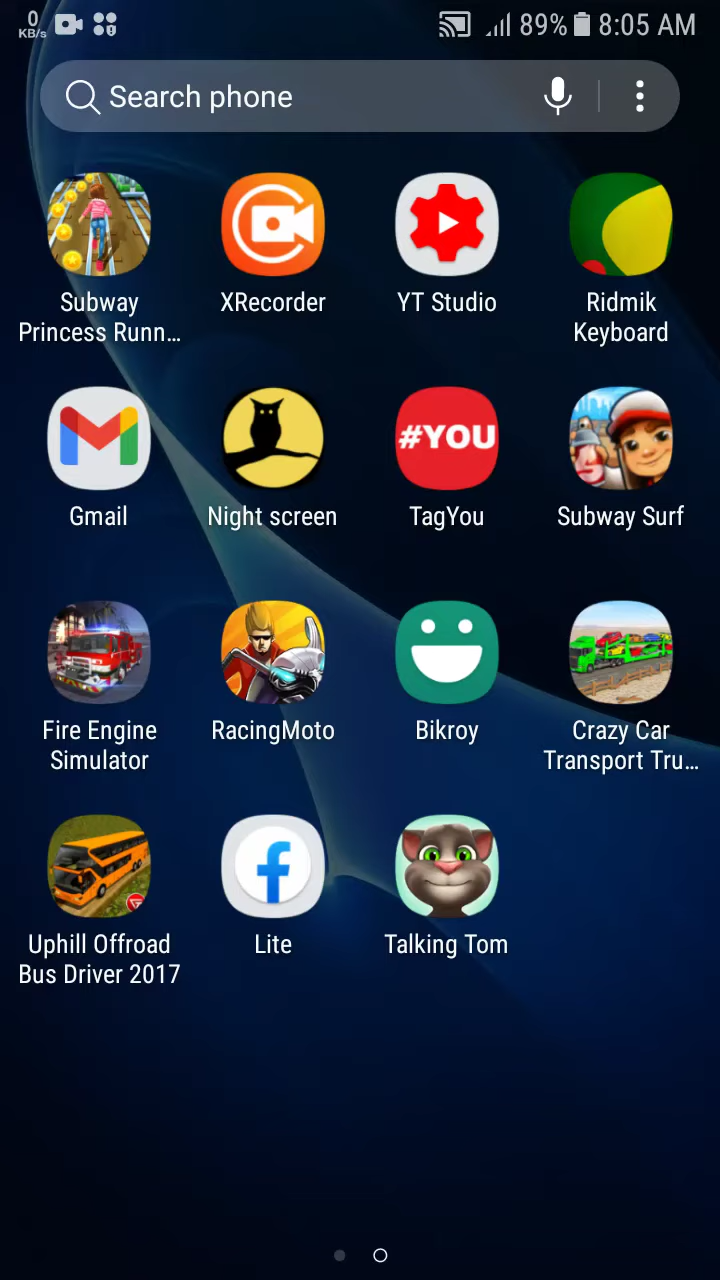 0
KB/s
89%
8:05 AM
Search phone
Subway
Princess Runn...
XRecorder
YT Studio
Ridmik
Keyboard
Gmail
Night screen
#YOU
TagYou
Subway Surf
Fire Engine
Simulator
RacingMoto
Bikroy
Crazy Car
Transport Tru...
Uphill Offroad
Bus Driver 2017
Lite
Talking Tom